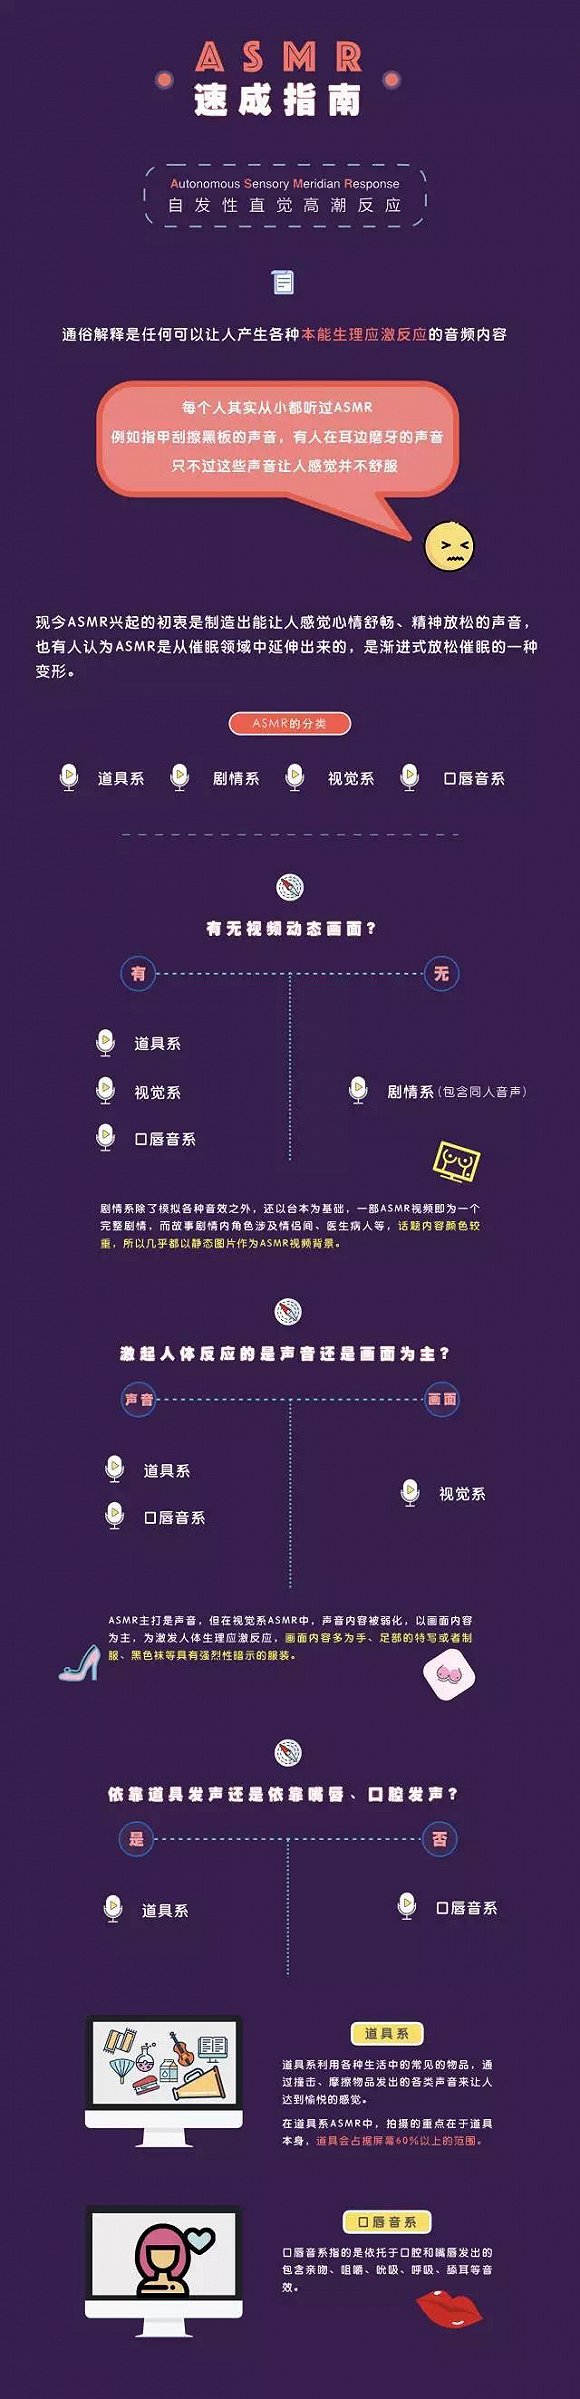 ASMR
速成指南
Autonomous Sensory Meridian Response
自发性直觉高潮反应
通俗解释是任何可以让人产生各种本能生理应激反应的音频内容
每个人其实从小都听过ASMR
例如指甲刮擦黑板的声音，有人在耳边磨牙的声音
只不过这些声音让人感觉并不舒服
现今ASMR兴起的初衷是制造出能让人感觉心情舒畅、精神放松的声音，
也有人认为ASMR是从催眠领域中延伸出来的，是渐进式放松催眠的一种
变形。
ASMR的分类
道具系 剧情系 视觉系 口唇音系
有无视频动态画面？
有 无
道具系
视觉系
剧情系(包含同人音声)
口唇音系
剧情系除了模拟各种音效之外，还以台本为基础，一部ASMR视频即为一个
完整剧情，而故事剧情内角色涉及情侣间、医生病人等，话题内容颜色较
重，所以几乎都以静态图片作为ASMR视频背景。
激起人体反应的是声音还是画面为主？
声音 画面
道具系
视觉系
口唇音系
ASMR主打是声音，但在视觉系ASMR中，声音内容被弱化，以画面内容
为主，为激发人体生理应激反应，画面内容多为手、足部的特写或者制
服、黑色袜等具有强烈性暗示的服装。
依靠道具发声还是依靠嘴唇、口腔发声？
是 否
道具系 口唇音系
道具系
道具系利用各种生活中的常见的物品，通
过撞击、摩擦物品发出的各类声音来让人
达到愉悦的感觉。
在道具系ASMR中，拍摄的重点在于道具
本身，道具会占据屏幕60%以上的范围。
口唇音系
口唇音系指的是依托于口腔和嘴唇发出的
包含亲吻、咀嚼、吮吸、呼吸、舔耳等音
效。